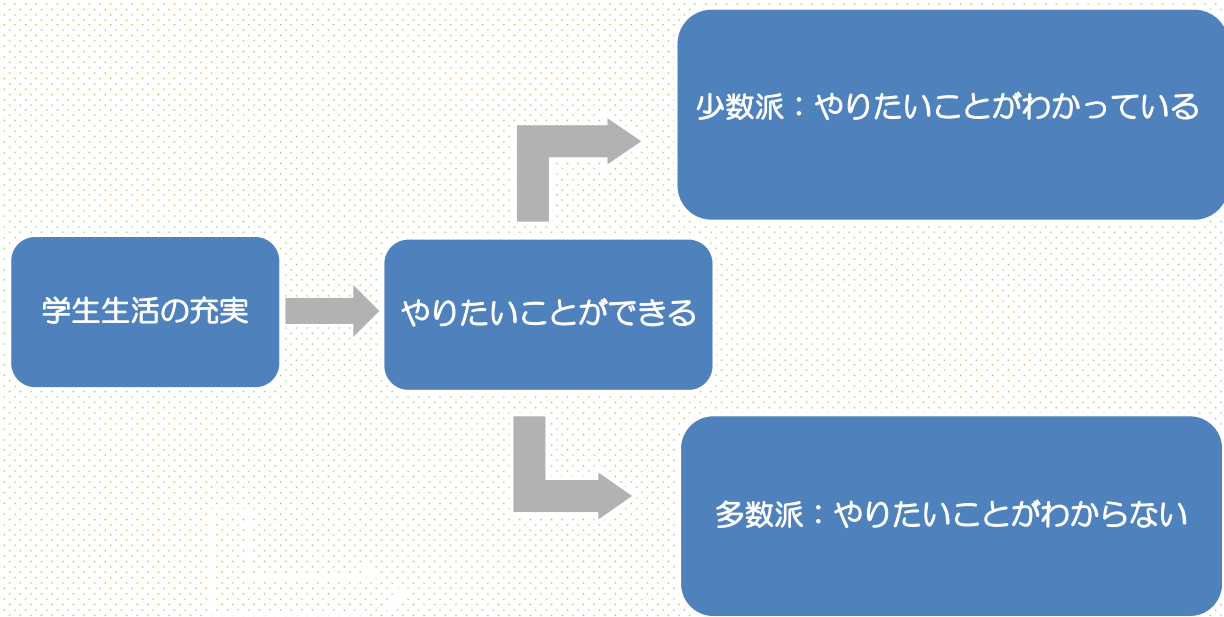 少数派：やりたいことがわかっている
学生生活の充実
やりたいことができる
多数派：やりたいことがわからない